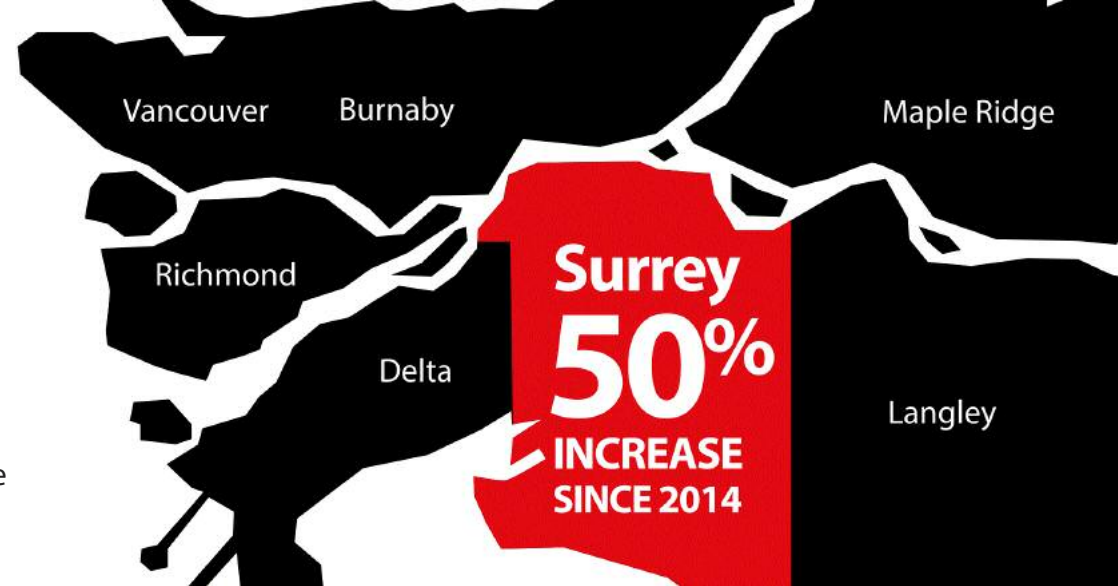 Vancouver
Burnaby
Maple Ridge
Richmond
Surrey
50%
INCREASE
SINCE 2014
Delta
Langley
e